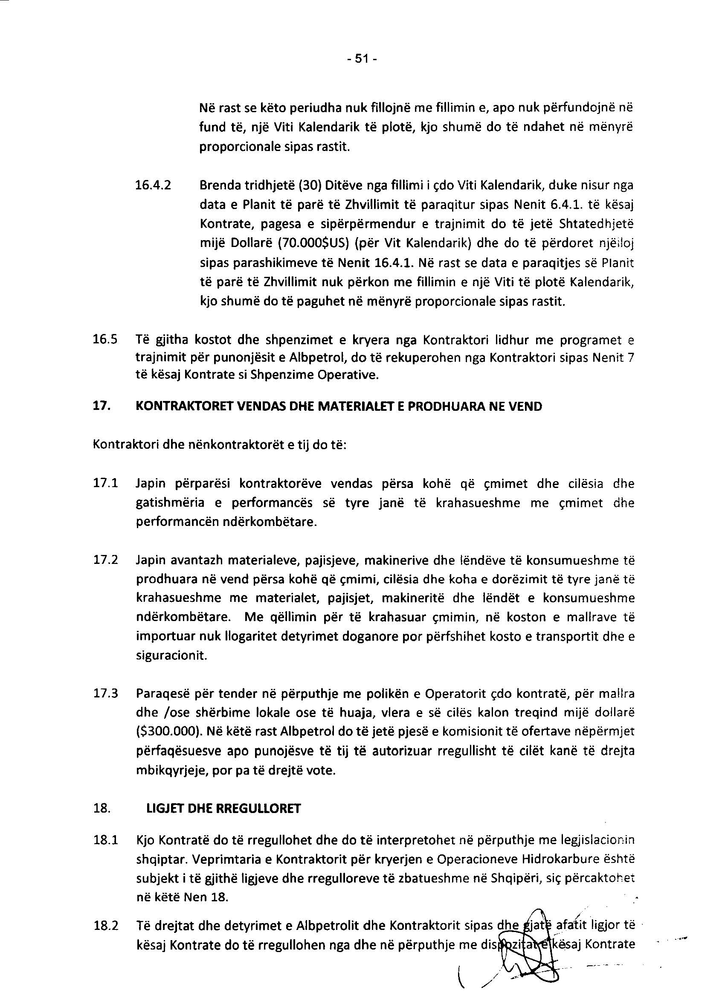 - 51 -
Në rast se këto periudha nuk fillojnë me fillimin e, apo nuk përfundojnë në
fund të, një Viti Kalendarik të plotë, kjo shumë do të ndahet në mënyrë
proporcionale sipas rastit.
16.4.2 Brenda tridhjetë (30) Ditëve nga fillimi i çdo Viti Kalendarik, duke nisur nga
data e Planit të parë të Zhvillimit të paraqitur sipas Nenit 6.4.1. të kësaj
Kontrate, pagesa e sipërpërmendur e trajnimit do të jetë Shtatedhjetë
mijë Dollarë (70.000$US) (për Vit Kalendarik) dhe do të përdoret njëiloj
sipas parashikimeve të Nenit 16.4.1. Në rast se data e paraqitjes së Planit
të parë të Zhvillimit nuk përkon me fillimin e një Viti të plotë Kalendarik,
kjo shumë do të paguhet në mënyrë proporcionale sipas rastit.
16.5 Të gjitha kostot dhe shpenzimet e kryera nga Kontraktori lidhur me programet e
trajnimit për punonjësit e Albpetrol, do të rekuperohen nga Kontraktori sipas Nenit 7
të kësaj Kontrate si Shpenzime Operative.
17. KONTRAKTORET VENDAS DHE MATERIALET E PRODHUARA NE VEND
Kontraktori dhe nënkontraktorët e tij do të:
17.1 Japin përparësi kontraktorëve vendas përsa kohë që çmimet dhe cilësia dhe
gatishmëria e performancës së tyre janë të krahasueshme me çmimet dhe
performancën ndërkombëtare.
17.2 Japin avantazh materialeve, pajisjeve, makinerive dhe lëndëve të konsumueshme të
prodhuara në vend përsa kohë që çmimi, cilësia dhe koha e dorëzimit të tyre janë të
krahasueshme me materialet, pajisjet, makineritë dhe lëndët e konsumueshme
ndërkombëtare. Me qëllimin për të krahasuar çmimin, në koston e mallrave të
importuar nuk llogaritet detyrimet doganore por përfshihet kosto e transportit dhe e
siguracionit.
17.3 Paraqesë për tender në përputhje me polikën e Operatorit çdo kontratë, për mallra
dhe /ose shërbime lokale ose të huaja, vlera e së cilës kalon treqind mijë dollarë
($300.000). Në këtë rast Albpetrol do të jetë pjesë e komisionit të ofertave nëpërmjet
përfaqësuesve apo punojësve të tij të autorizuar rregullisht të cilët kanë të drejta
mbikqyrjeje, por pa të drejtë vote.
18. LIGJET DHE RREGULLORET
18.1 Kjo Kontratë do të rregullohet dhe do të interpretohet në përputhje me legjislacionin
shqiptar. Veprimtaria e Kontraktorit për kryerjen e Operacioneve Hidrokarbure është
subjekt i të gjithë ligjeve dhe rregulloreve të zbatueshme në Shqipëri, siç përcaktohet
në këtë Nen 18.
18.2 Të drejtat dhe detyrimet e Albpetrolit dhe Kontraktorit sipas dhe gjatë afatit ligjor të
kësaj Kontrate do të rregullohen nga dhe në përputhje me dispozitat e kësaj Kontrate